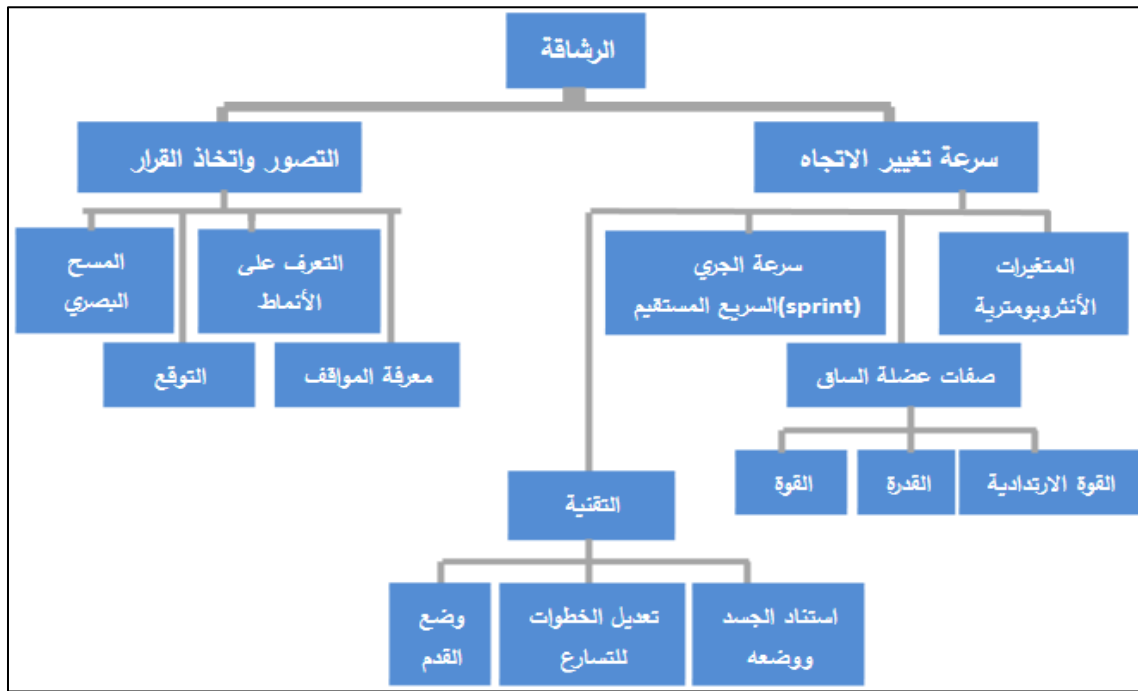 الرشاقة
سرعة تغيير الاتجاه
التصور واتخاذ القرار
المتغيرات
الأنثروبومترية
سرعة الجري
السريع المستقيم(sprint)
التعرف على
الأنماط
المسح
البصري
صفات عضلة الساق
معرفة المواقف
التوقع
القوة الارتدادية
القدرة
القوة
التقنية
استناد الجسد
ووضعه
تعديل الخطوات
للتسارع
وضع
القدم